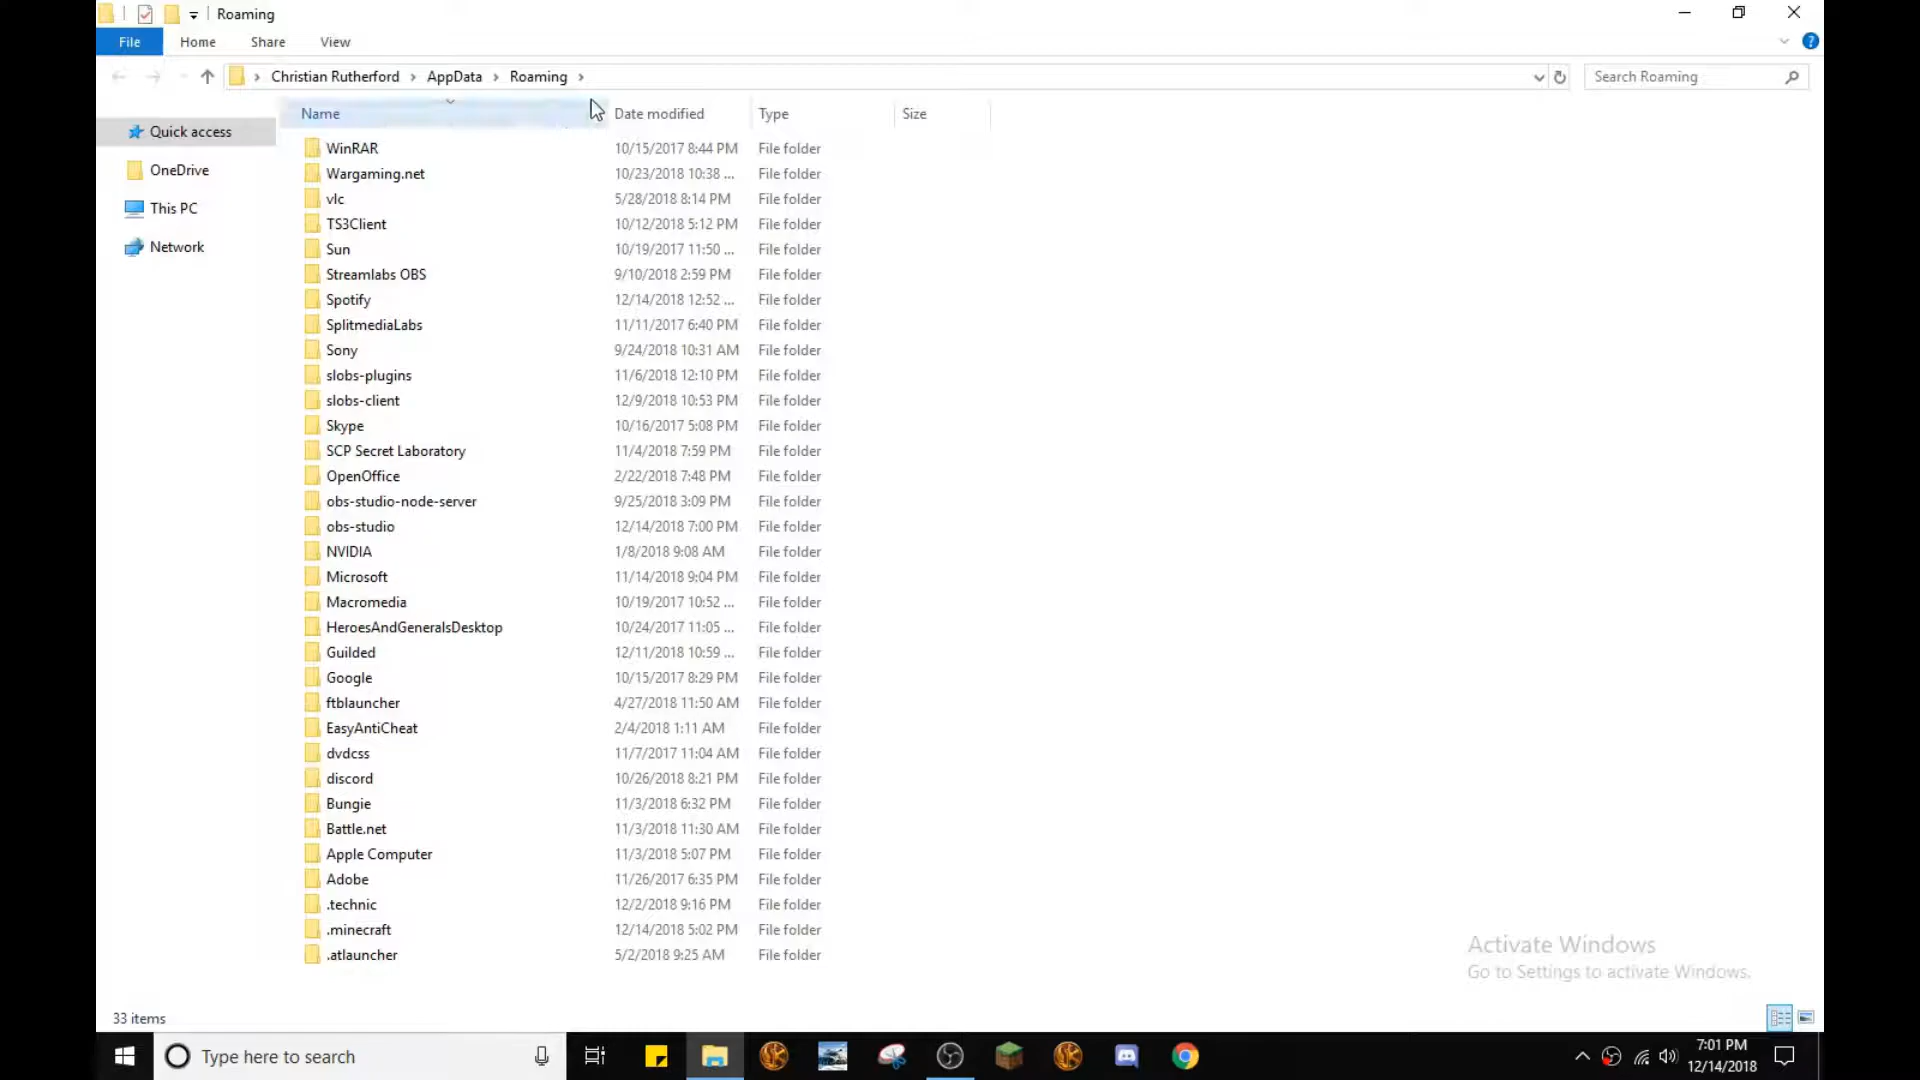 Roaming
File Home Share View
Christian Rutherford AppData Roaming Search Roaming
Name Date modified Type Size
Quick access
OneDrive
This PC
Network
WinRAR 10/15/2017 8:44 PM File folder
Wargaming.net 10/23/2018 10:38 ... File folder
vlc 5/28/2018 8:14 PM File folder
TS3Client 10/12/2018 5:12 PM File folder
Sun 10/19/2017 11:50 ... File folder
Streamlabs OBS 9/10/2018 2:59 PM File folder
Spotify 12/14/2018 12:52 ... File folder
SplitmediaLabs 11/11/2017 6:40 PM File folder
Sony 9/24/2018 10:31 AM File folder
slobs-plugins 11/6/2018 12:10 PM File folder
slobs-client 12/9/2018 10:53 PM File folder
Skype 10/16/2017 5:08 PM File folder
SCP Secret Laboratory 11/4/2018 7:59 PM File folder
OpenOffice 2/22/2018 7:48 PM File folder
obs-studio-node-server 9/25/2018 3:09 PM File folder
obs-studio 12/14/2018 7:00 PM File folder
NVIDIA 1/8/2018 9:08 AM File folder
Microsoft 11/14/2018 9:04 PM File folder
Macromedia 10/19/2017 10:52 ... File folder
HeroesAndGeneralsDesktop 10/24/2017 11:05 ... File folder
Guilded 12/11/2018 10:59 ... File folder
Google 10/15/2017 8:29 PM File folder
ftblauncher 4/27/2018 11:50 AM File folder
EasyAntiCheat 2/4/2018 1:11 AM File folder
dvdcss 11/7/2017 11:04 AM File folder
discord 10/26/2018 8:21 PM File folder
Bungie 11/3/2018 6:32 PM File folder
Battle.net 11/3/2018 11:30 AM File folder
Apple Computer 11/3/2018 5:07 PM File folder
Adobe 11/26/2017 6:35 PM File folder
.technic 12/2/2018 9:16 PM File folder
.minecraft 12/14/2018 5:02 PM File folder
.atlauncher 5/2/2018 9:25 AM File folder
Activate Windows
Go to Settings to activate Windows.
33 items
Type here to search
7:01 PM
12/14/2018